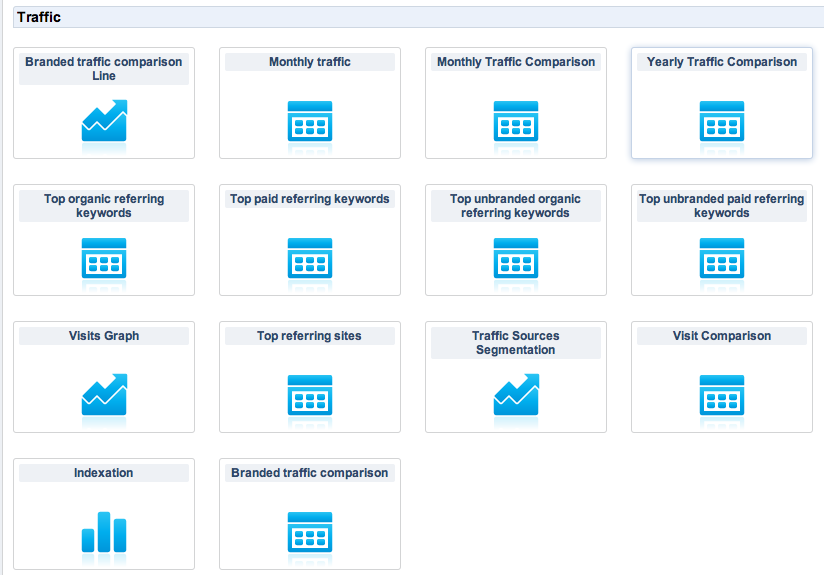 Traffic
Branded traffic comparison
Line
Monthly traffic
Monthly Traffic Comparison
Yearly Traffic Comparison
Top organic referring
keywords
Top paid referring keywords
Top unbranded organic
referring keywords
Top unbranded paid referring
keywords
Visits Graph
Top referring sites
Traffic Sources
Segmentation
Visit Comparison
Indexation
Branded traffic comparison